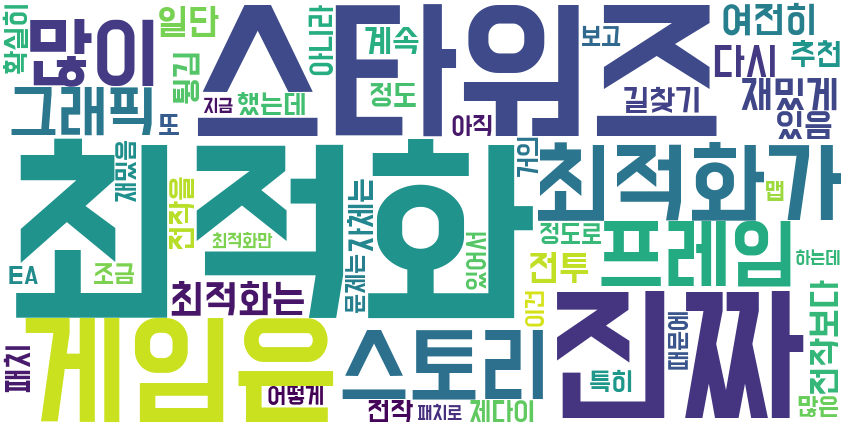 확실히
많이
일단
스타워즈
아니라
계속
보고
여전히
다시
추천
튕김
정도
그래픽
또
지금
했는데
아직
길찾기
재밌게
있음
최적화
재밌음
전작을
최적화만
자체는
문제는
있어서
거의
최적화가
맵
정도로
프레임
하는데
EA
조금
최적화는
전투
이건
게임은
스토리
진짜
때문에
전작보다
패치
어떻게
전작
패치로
제다이
특히
많은